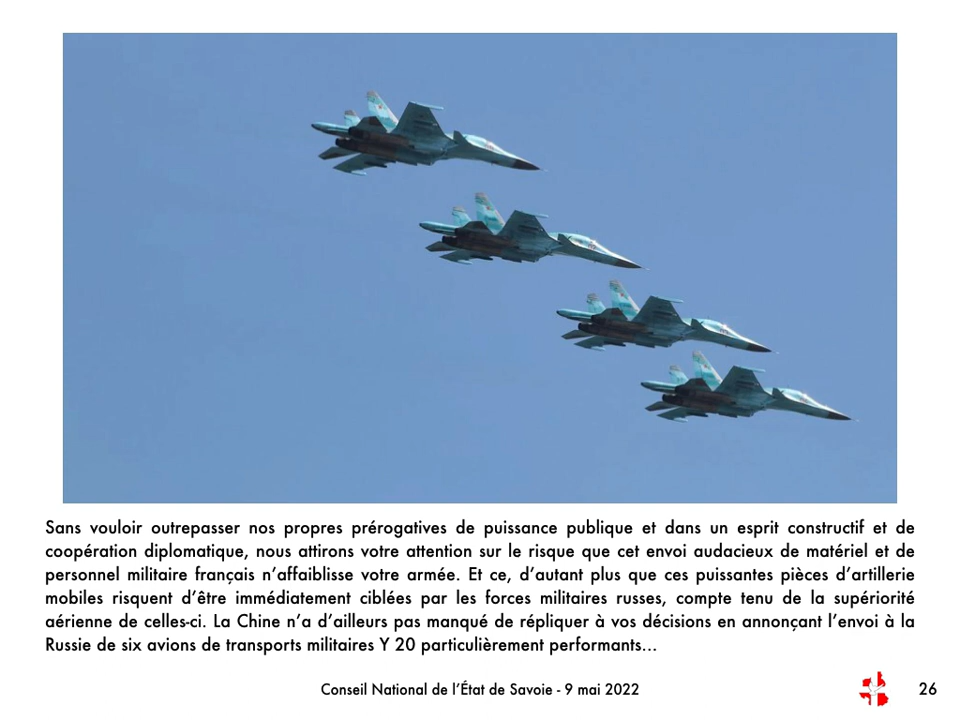 Sans vouloir outrepasser nos propres prérogatives de puissance publique et dans un esprit constructif et de
coopération diplomatique, nous attirons votre attention sur le risque que cet envoi audacieux de matériel et de
personnel militaire français n’affaiblisse votre armée. Et ce, d’autant plus que ces puissantes pièces d’artillerie
mobiles risquent d’être immédiatement ciblées par les forces militaires russes, compte tenu de la supériorité
aérienne de celles-ci. La Chine n’a d’ailleurs pas manqué de répliquer à vos décisions en annonçant l’envoi à la
Russie de six avions de transports militaires Y 20 particulièrement performants...
Conseil National de l’État de Savoie - 9 mai 2022
26